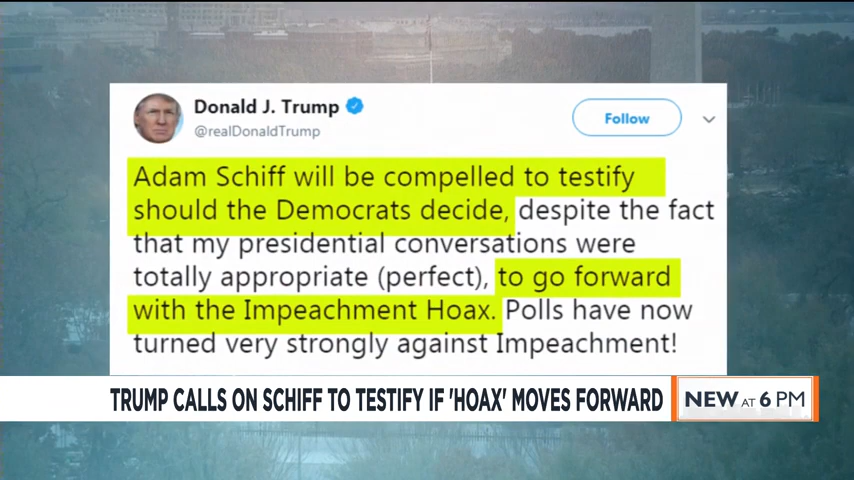 Donald J. Trump
@realDonaldTrump
Follow
Adam Schiff will be compelled to testify
should the Democrats decide, despite the fact
that my presidential conversations were
totally appropriate (perfect), to go forward
with the Impeachment Hoax. Polls have now
turned very strongly against Impeachment!
TRUMP CALLS ON SCHIFF TO TESTIFY IF 'HOAX' MOVES FORWARD
NEW AT 6 PM